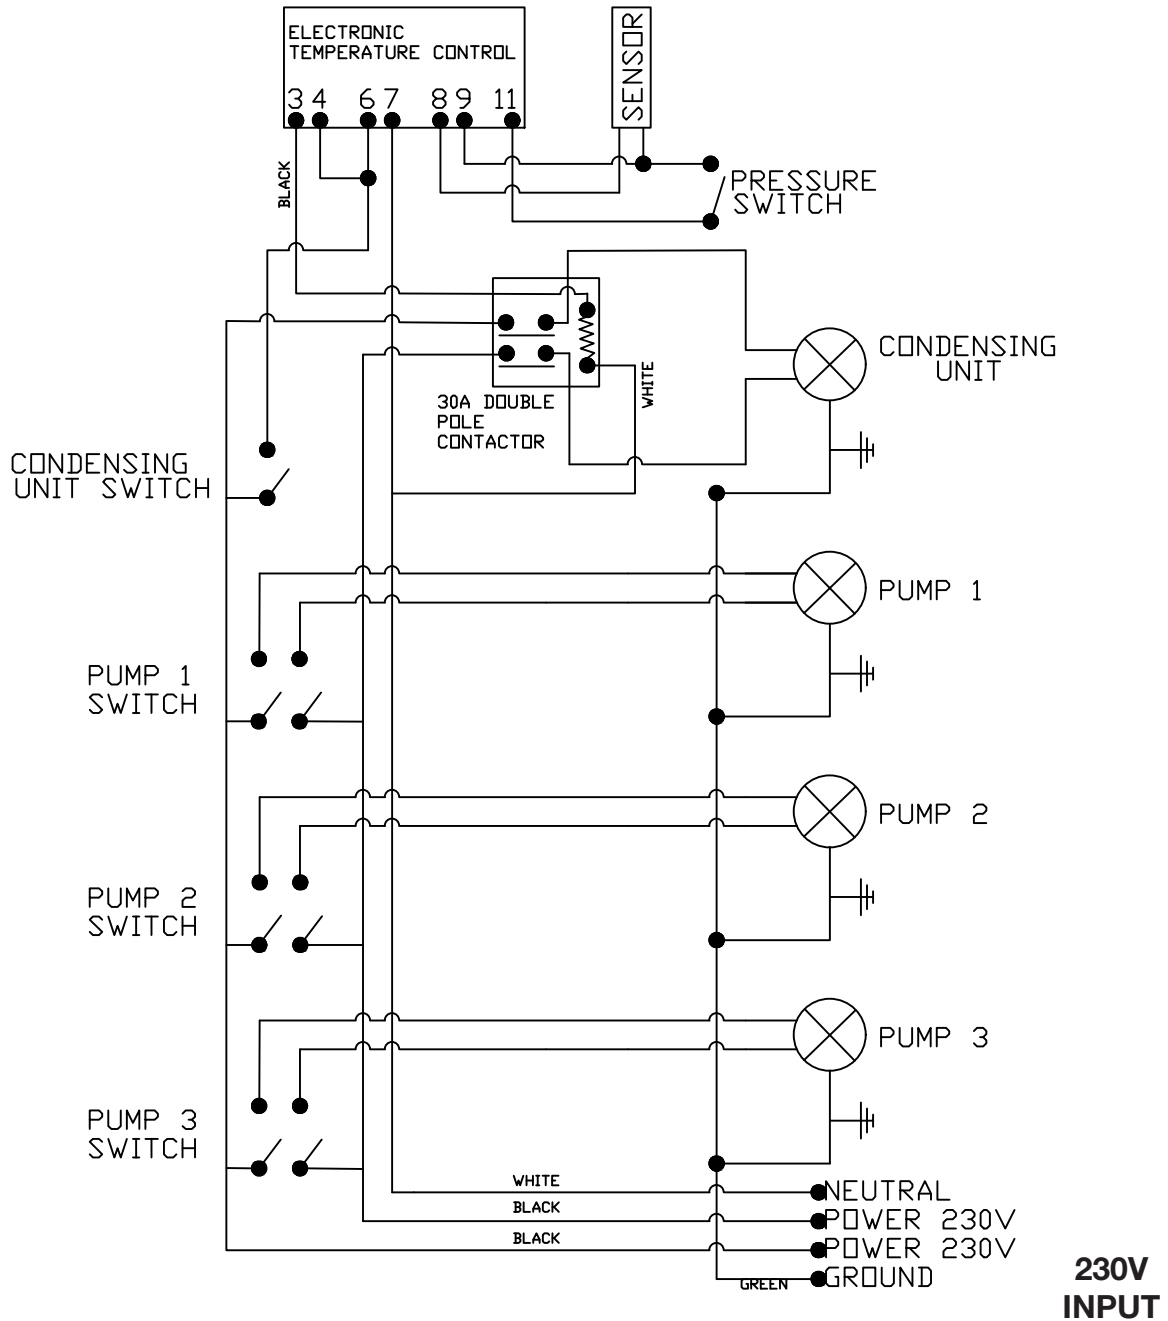 ELECTRONIC
TEMPERATURE CONTROL
3 4 6 7 8 9 11
SENSOR
BLACK
PRESSURE
SWITCH
CONDENSING
UNIT
WHITE
30A DOUBLE
POLE
CONTACTOR
CONDENSING
UNIT SWITCH
PUMP 1
PUMP 1
SWITCH
PUMP 2
PUMP 2
SWITCH
PUMP 3
PUMP 3
SWITCH
WHITE
NEUTRAL
BLACK
POWER 230V
BLACK
POWER 230V
GREEN
GROUND
230V
INPUT